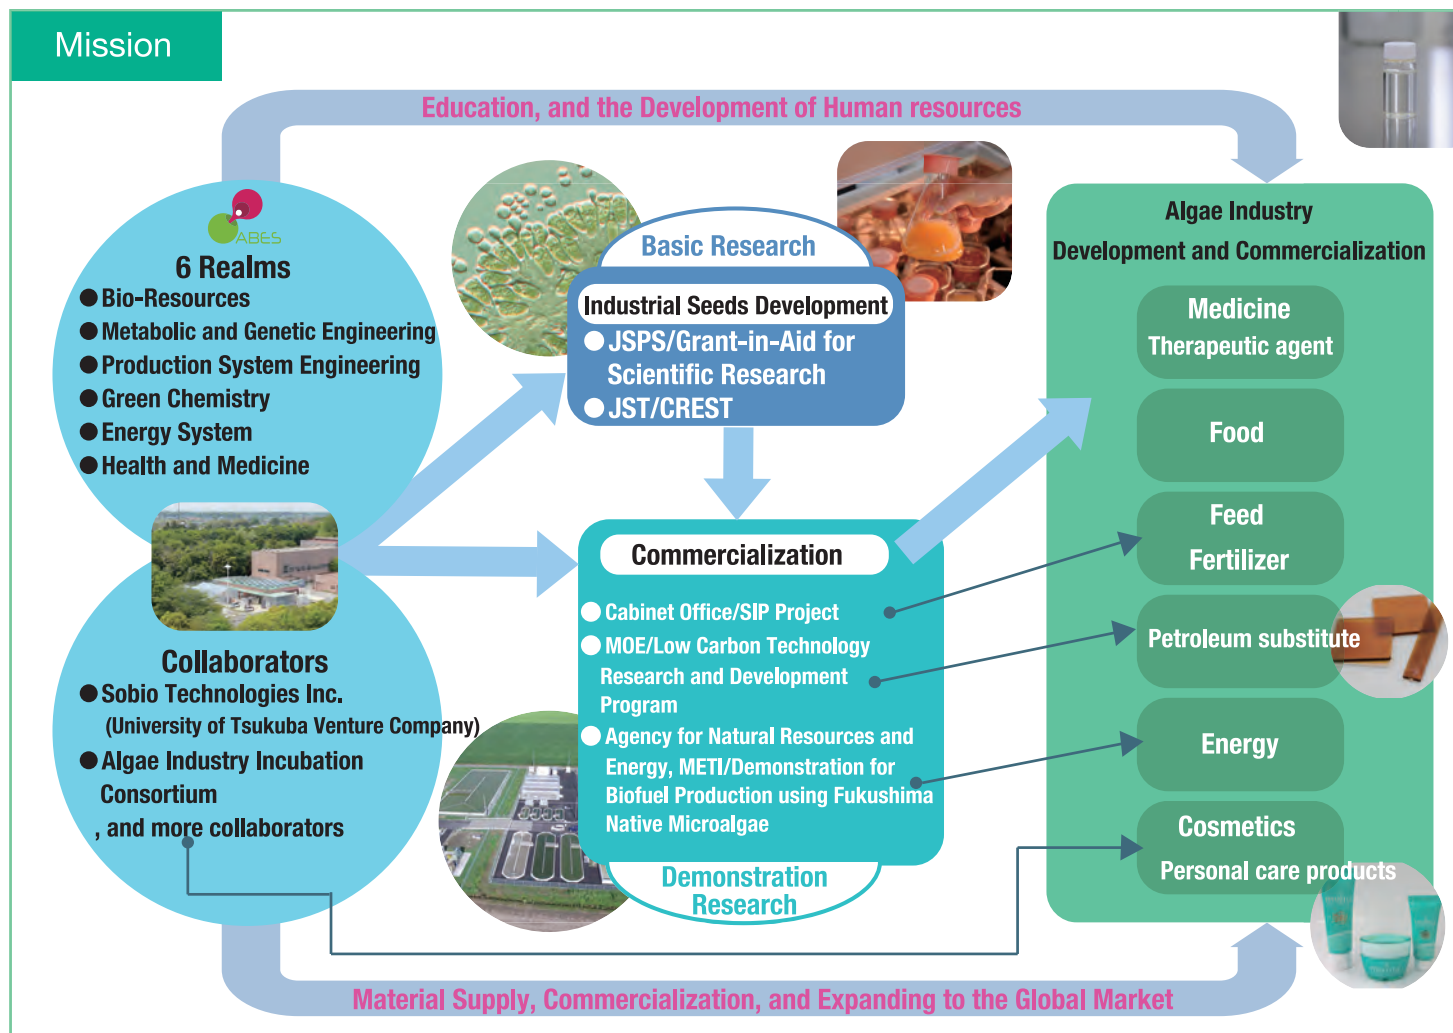 Mission
Education, and the Development of Human resources
ABES
6 Realms
●Bio-Resources
●Metabolic and Genetic Engineering
●Production System Engineering
●Green Chemistry
●Energy System
●Health and Medicine
Collaborators
●Sobio Technologies Inc.
(University of Tsukuba Venture Company)
●Algae Industry Incubation
Consortium
, and more collaborators
Basic Research
Industrial Seeds Development
●JSPS/Grant-in-Aid for
Scientific Research
●JST/CREST
Commercialization
●Cabinet Office/SIP Project
●MOE/Low Carbon Technology
Research and Development
Program
●Agency for Natural Resources and
Energy, METI/Demonstration for
Biofuel Production using Fukushima
Native Microalgae
Demonstration
Research
Algae Industry
Development and Commercialization
Medicine
Therapeutic agent
Food
Feed
Fertilizer
Petroleum substitute
Energy
Cosmetics
Personal care products
Material Supply, Commercialization, and Expanding to the Global Market